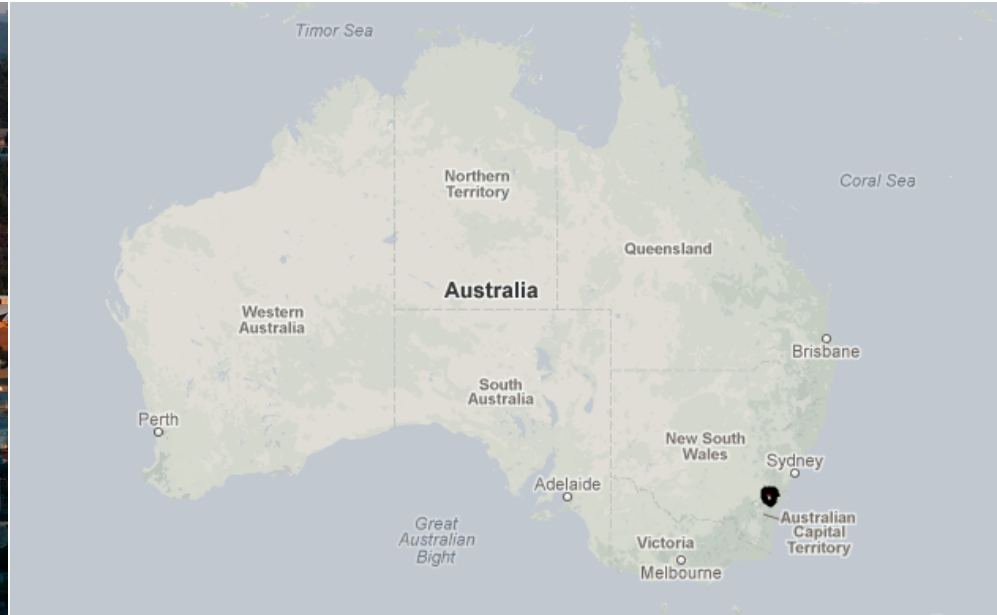 Timor Sea
Northern
Territory
Coral Sea
Queensland
Australia
Western
Australia
Brisbane
South
Australia
Perth
New South
Wales
Sydney
Adelaide
Great
Australian
Bight
Australian
Capital
Territory
Victoria
Melbourne